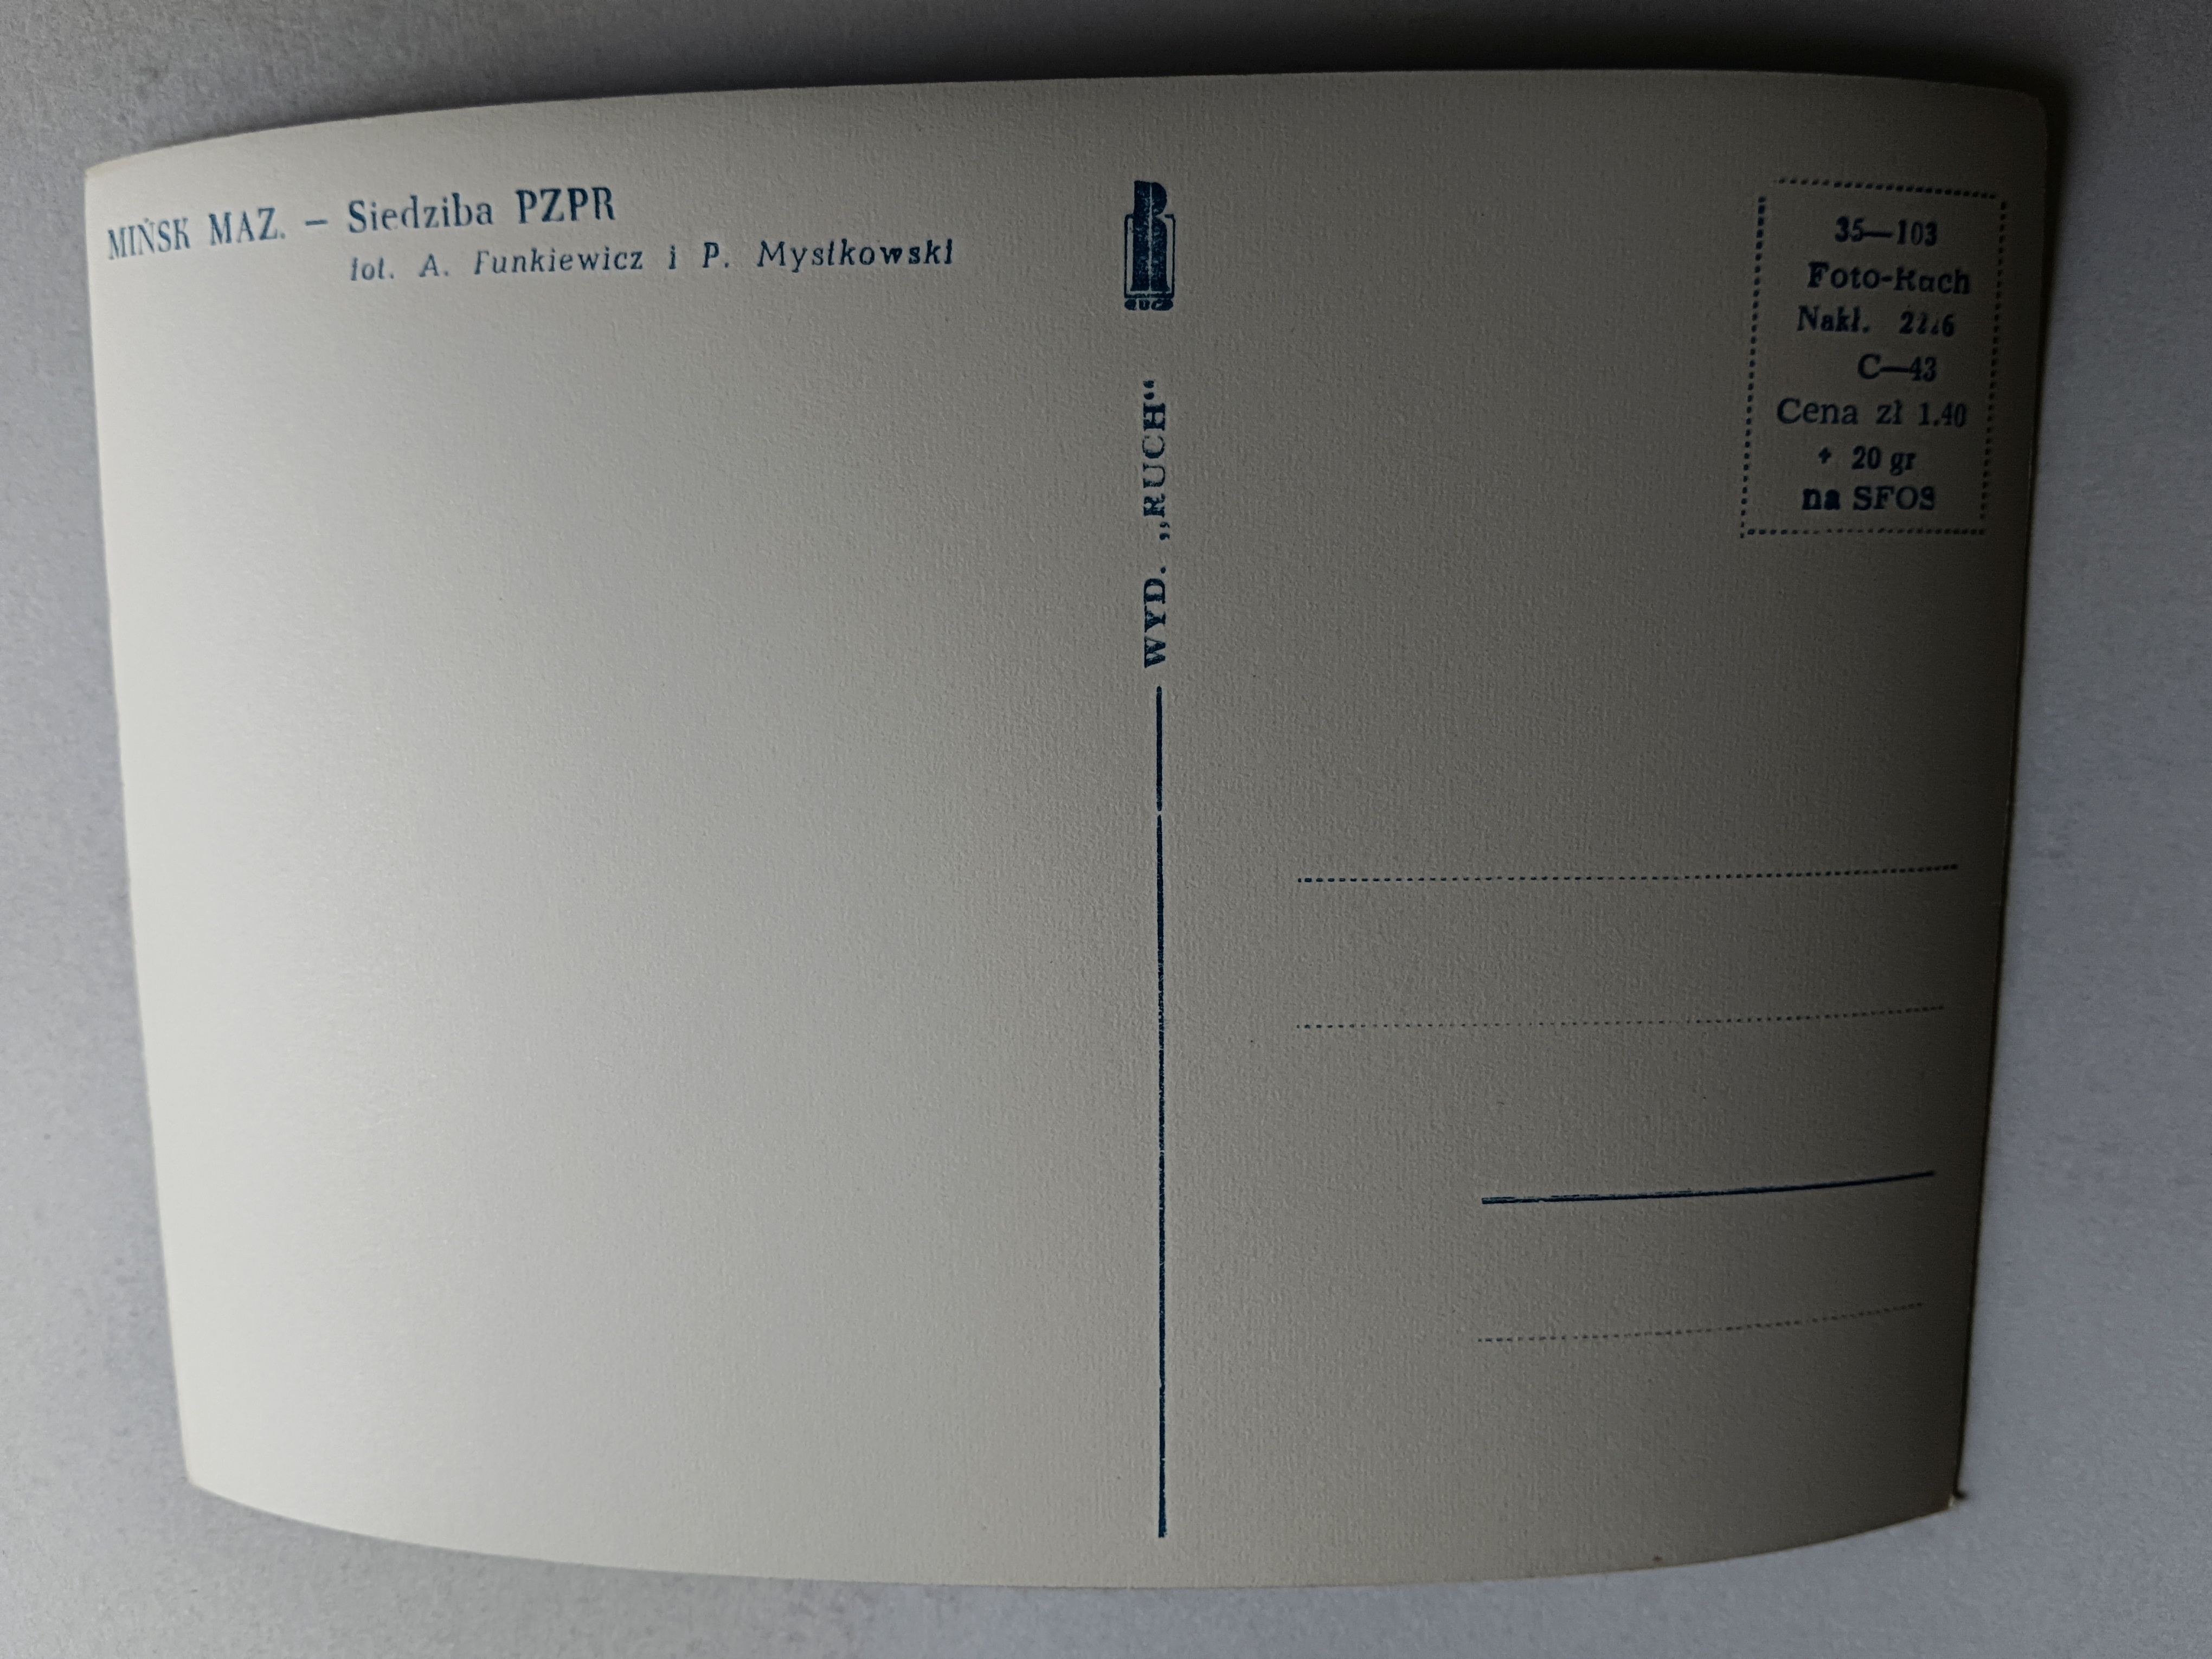 MIŃSK MAZ. — Siedziba PZPR
fot. A. Funkiewicz i P. Mystkowski
WYD. „RUCH"
35—103
Foto-Ruch
Nakł.
C—43
Cena zł 1.40
+ 20 gr
na SFOS